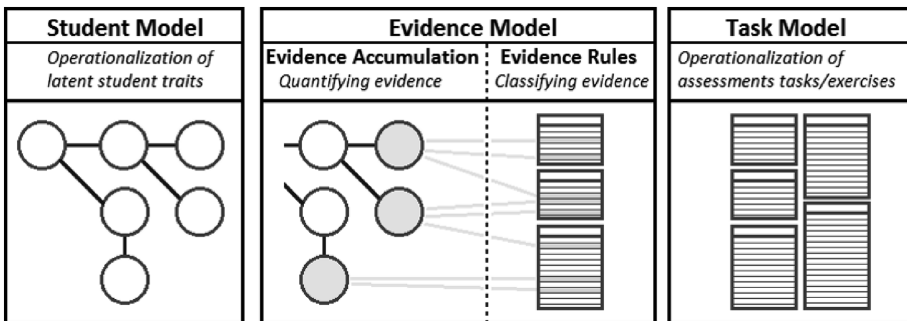 Student Model
Operationalization of
latent student traits
Evidence Model
Evidence Accumulation
Quantifying evidence
Evidence Rules
Classifying evidence
Task Model
Operationalization of
assessments tasks/exercises